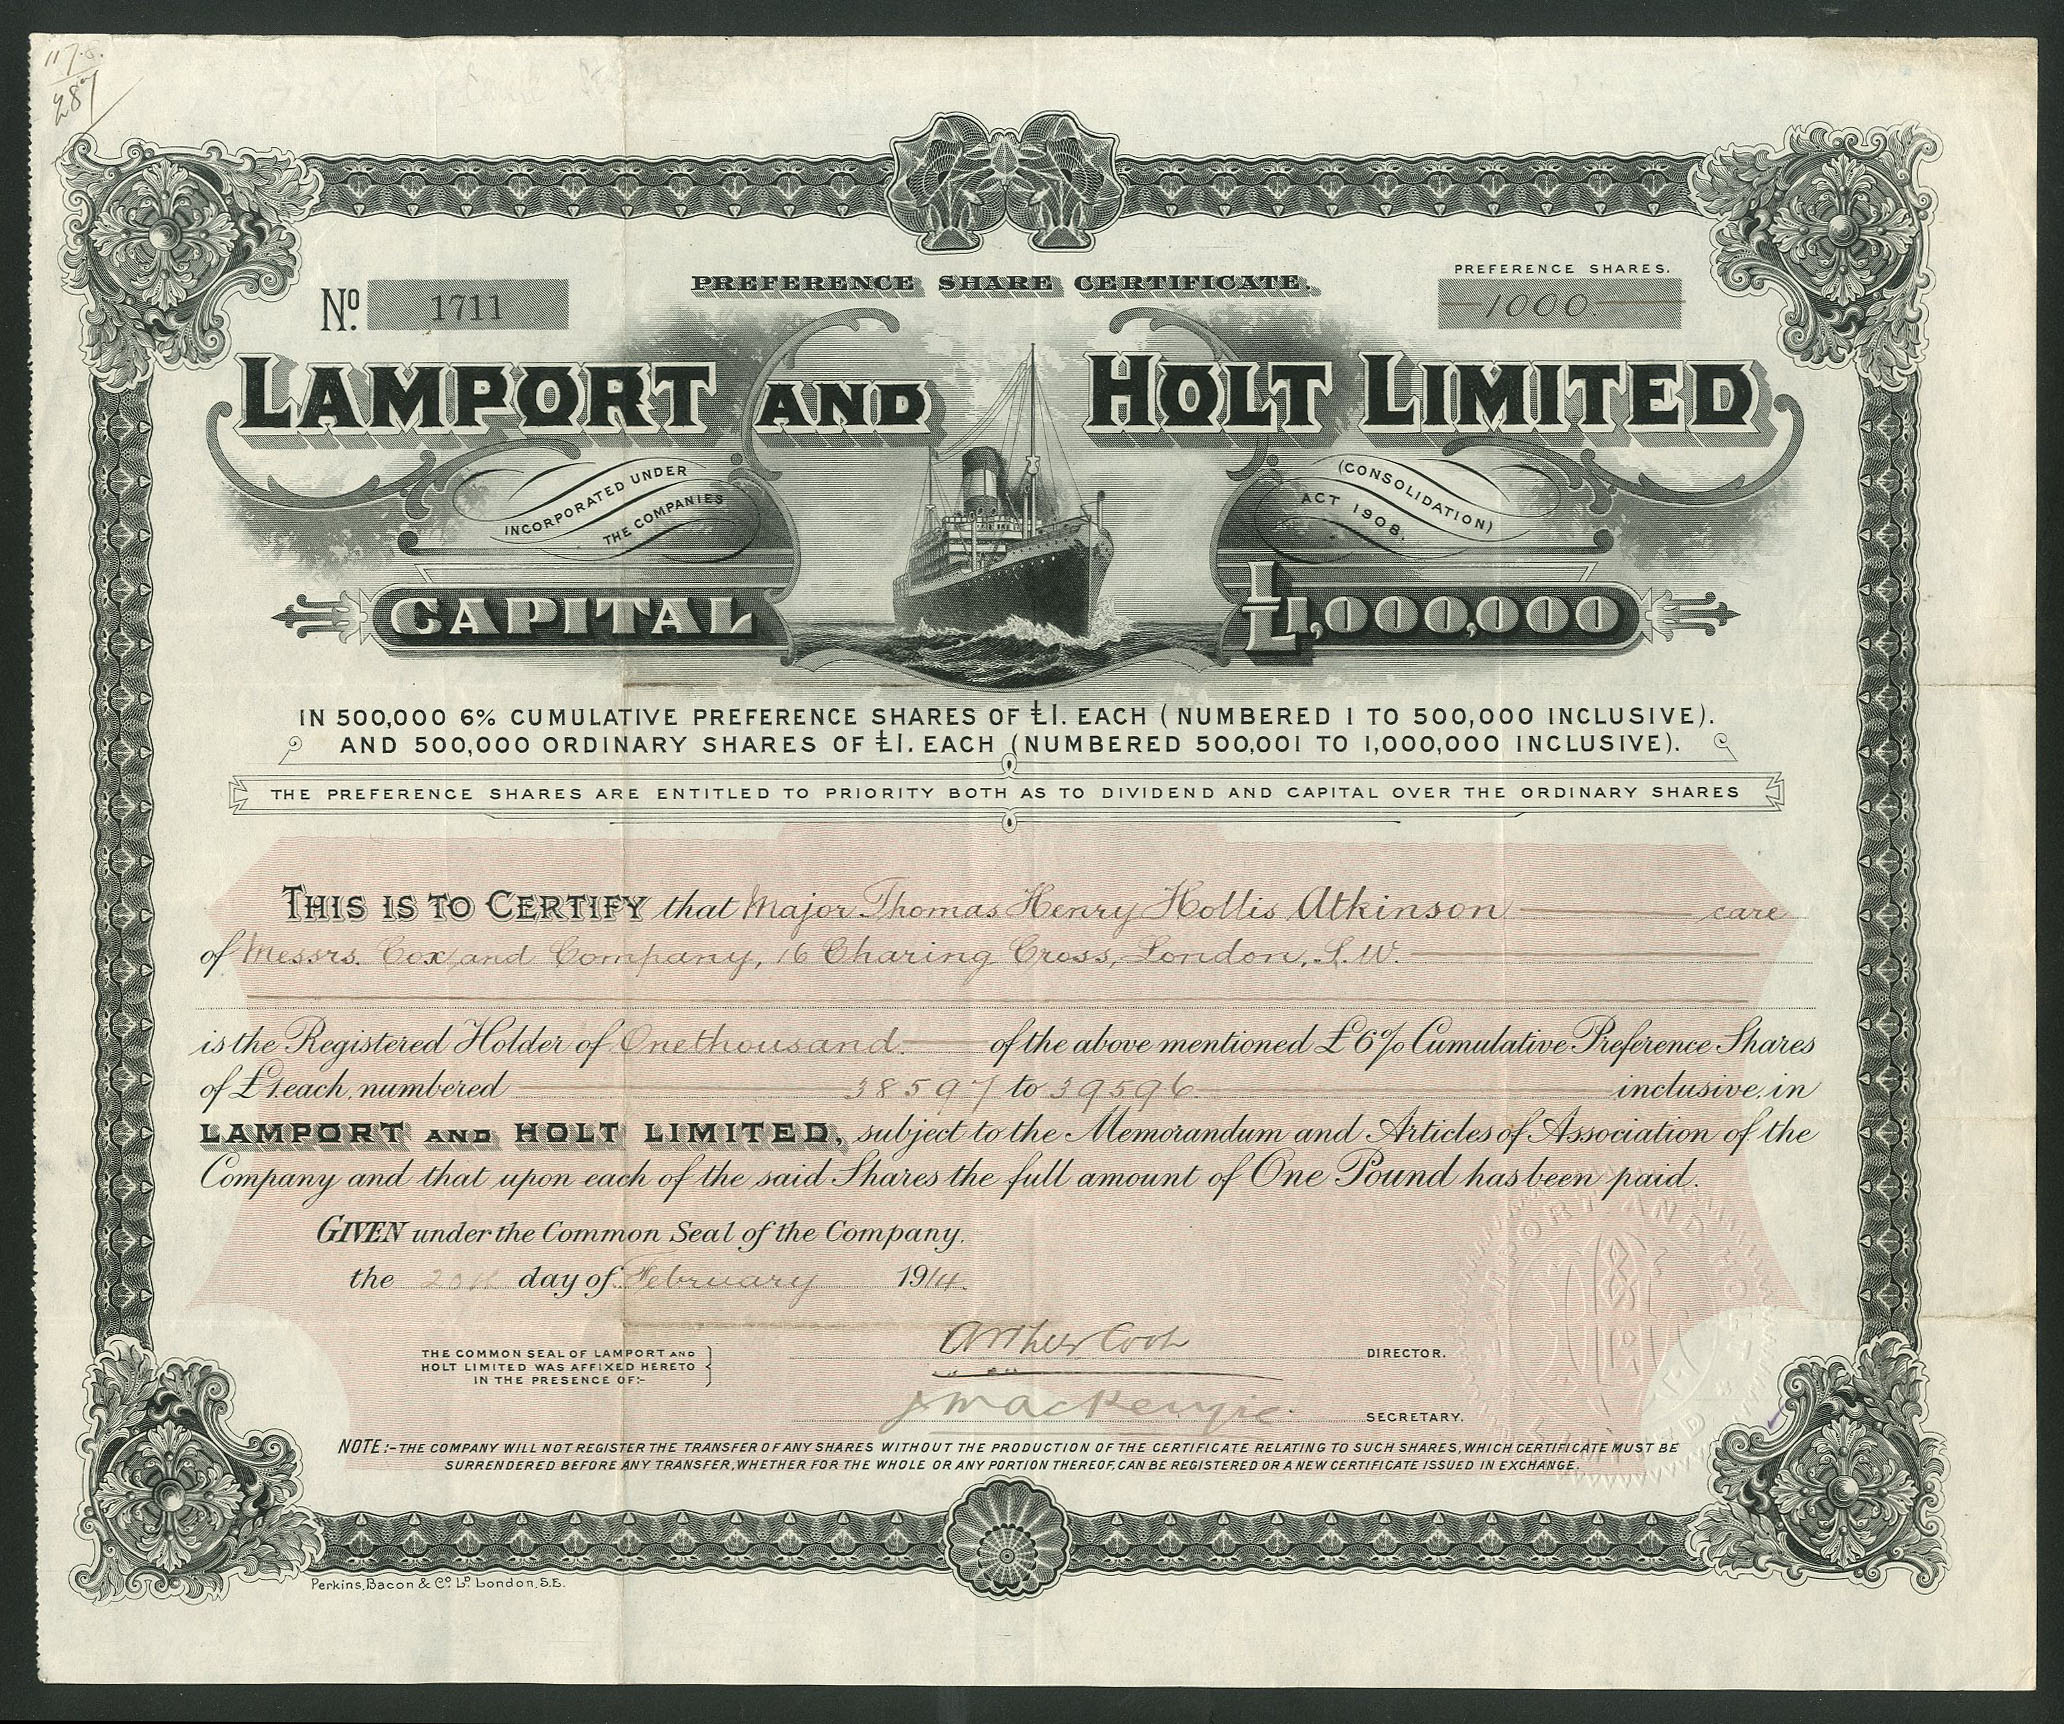 117.6.
287
PREFERENCE SHARE CERTIFICATE.
No. 1711
PREFERENCE SHARES.
1000
LAMPORT AND HOLT LIMITED
INCORPORATED UNDER THE COMPANIES
(CONSOLIDATION) ACT 1908.
CAPITAL £1,000,000
IN 500,000 6% CUMULATIVE PREFERENCE SHARES OF £1. EACH (NUMBERED 1 TO 500,000 INCLUSIVE).
AND 500,000 ORDINARY SHARES OF £1. EACH (NUMBERED 500,001 TO 1,000,000 INCLUSIVE).
THE PREFERENCE SHARES ARE ENTITLED TO PRIORITY BOTH AS TO DIVIDEND AND CAPITAL OVER THE ORDINARY SHARES
THIS IS TO CERTIFY that Major Thomas Henry Hollis Atkinson care
of Messrs. Cox and Company, 16 Charing Cross, London, S.W.
is the Registered Holder of One thousand of the above mentioned £6% Cumulative Preference Shares
of £1. each, numbered 38597 to 39596 inclusive, in
LAMPORT AND HOLT LIMITED, subject to the Memorandum and Articles of Association of the
Company and that upon each of the said Shares the full amount of One Pound has been paid.
GIVEN under the Common Seal of the Company.
the 20th day of February 1914
THE COMMON SEAL OF LAMPORT AND
HOLT LIMITED WAS AFFIXED HERETO
IN THE PRESENCE OF:-
Arthur Cook DIRECTOR.
J Mackenzie. SECRETARY.
LAMPORT AND HOLT LIMITED
NOTE:-THE COMPANY WILL NOT REGISTER THE TRANSFER OF ANY SHARES WITHOUT THE PRODUCTION OF THE CERTIFICATE RELATING TO SUCH SHARES, WHICH CERTIFICATE MUST BE
SURRENDERED BEFORE ANY TRANSFER, WHETHER FOR THE WHOLE OR ANY PORTION THEREOF, CAN BE REGISTERED OR A NEW CERTIFICATE ISSUED IN EXCHANGE.
Perkins, Bacon & Co. Ld. London, S.E.